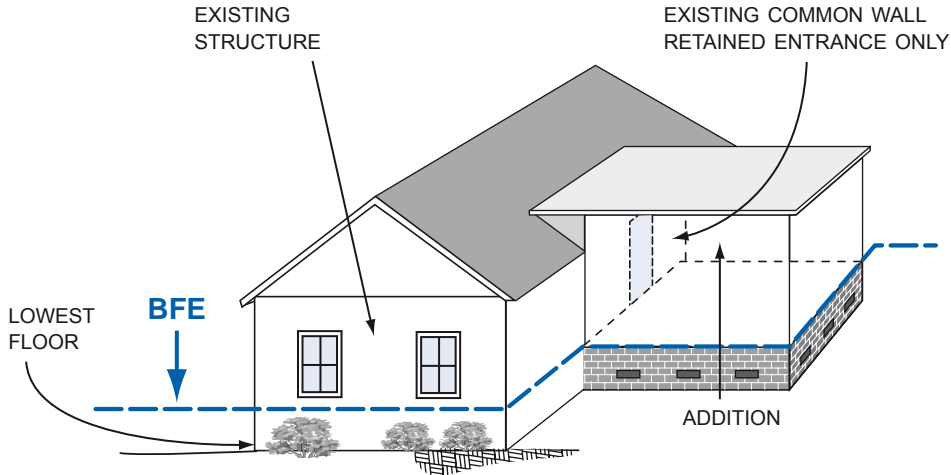 EXISTING
STRUCTURE
EXISTING COMMON WALL
RETAINED ENTRANCE ONLY
LOWEST
FLOOR
BFE
ADDITION